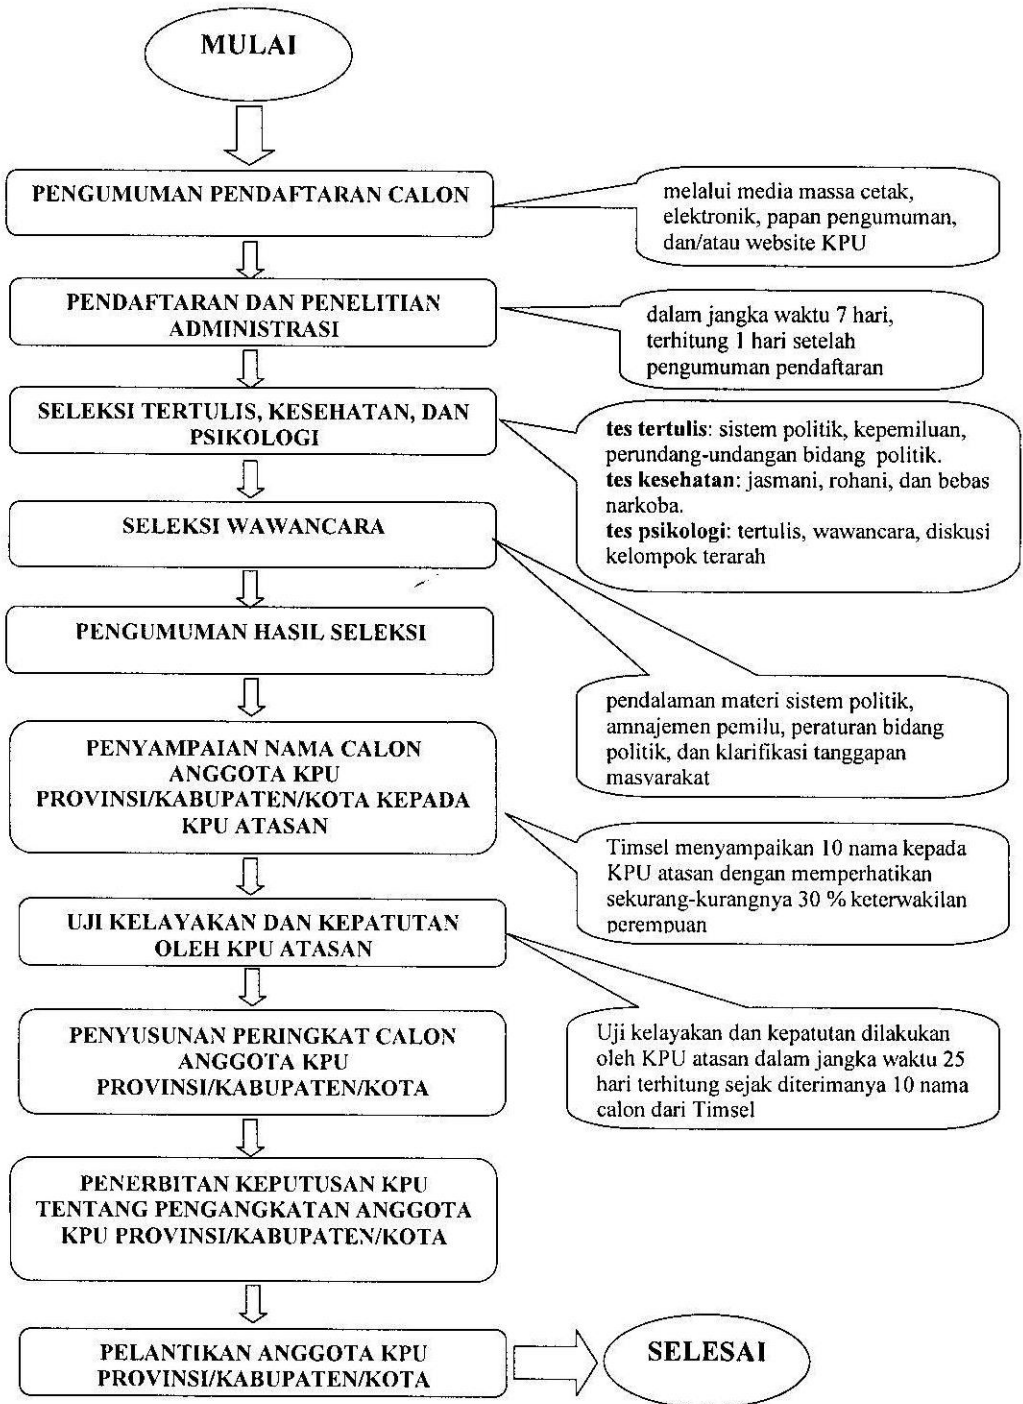 MULAI
PENGUMUMAN PENDAFTARAN CALON
melalui media massa cetak,
elektronik, papan pengumuman,
dan/atau website KPU
PENDAFTARAN DAN PENELITIAN
ADMINISTRASI
dalam jangka waktu 7 hari,
terhitung 1 hari setelah
pengumuman pendaftaran
SELEKSI TERTULIS, KESEHATAN, DAN
PSIKOLOGI
tes tertulis: sistem politik, kepemiluan,
perundang-undangan bidang politik.
tes kesehatan: jasmani, rohani, dan bebas
narkoba.
tes psikologi: tertulis, wawancara, diskusi
kelompok terarah
SELEKSI WAWANCARA
pendalaman materi sistem politik,
amnajemen pemilu, peraturan bidang
politik, dan klarifikasi tanggapan
masyarakat
PENGUMUMAN HASIL SELEKSI
PENYAMPAIAN NAMA CALON
ANGGOTA KPU
PROVINSI/KABUPATEN/KOTA KEPADA
KPU ATASAN
Timsel menyampaikan 10 nama kepada
KPU atasan dengan memperhatikan
sekurang-kurangnya 30 % keterwakilan
perempuan
UJI KELAYAKAN DAN KEPATUTAN
OLEH KPU ATASAN
Uji kelayakan dan kepatutan dilakukan
oleh KPU atasan dalam jangka waktu 25
hari terhitung sejak diterimanya 10 nama
calon dari Timsel
PENYUSUNAN PERINGKAT CALON
ANGGOTA KPU
PROVINSI/KABUPATEN/KOTA
PENERBITAN KEPUTUSAN KPU
TENTANG PENGANGKATAN ANGGOTA
KPU PROVINSI/KABUPATEN/KOTA
PELANTIKAN ANGGOTA KPU
PROVINSI/KABUPATEN/KOTA
SELESAI